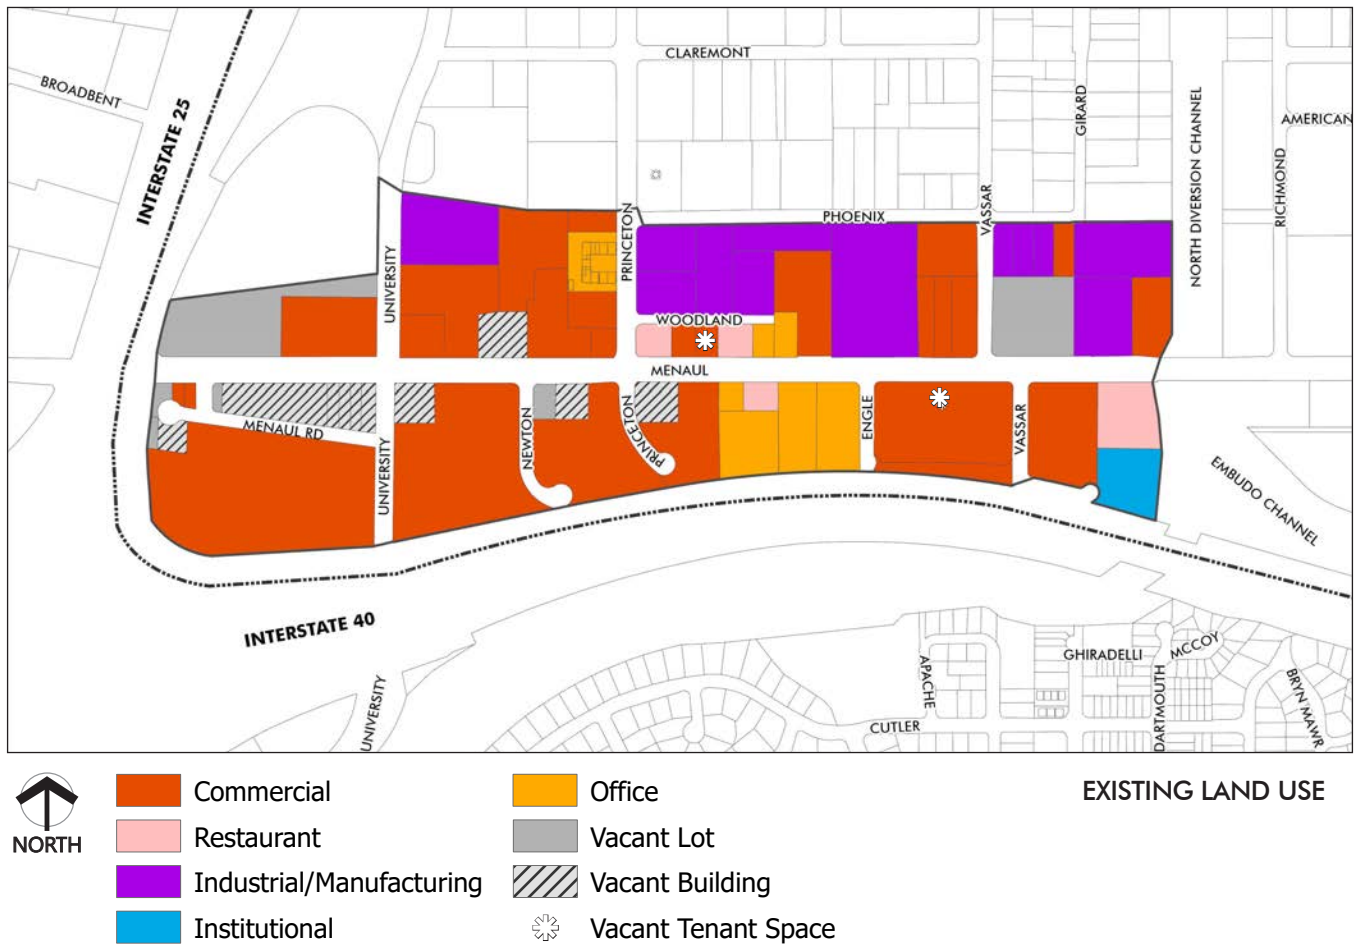 CLAREMONT
BROADBENT
INTERSTATE 25
GIRARD
NORTH DIVERSION CHANNEL
AMERICAN
RICHMOND
VASSAR
PHOENIX
PRINCETON
UNIVERSITY
WOODLAND
MENAUL
MENAUL RD
UNIVERSITY
NEWTON
PRINCETON
ENGLE
VASSAR
EMBUDO CHANNEL
INTERSTATE 40
UNIVERSITY
APACHE
CUTLER
GHIRADELLI
MCCOY
DARTMOUTH
BRYN MAWR
NORTH
Commercial
Restaurant
Industrial/Manufacturing
Institutional
Office
Vacant Lot
Vacant Building
Vacant Tenant Space
EXISTING LAND USE